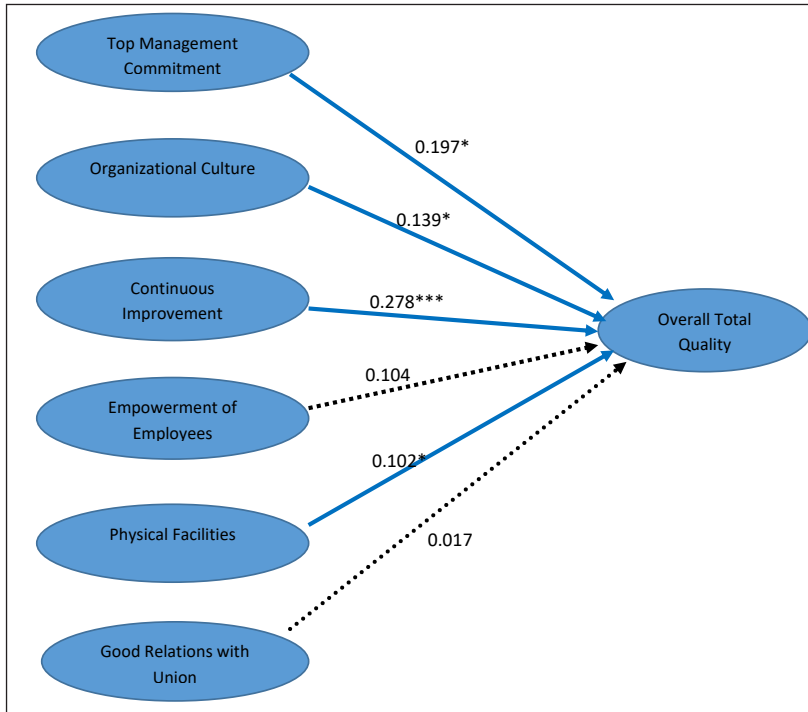 Top Management
Commitment
0.197*
Organizational Culture
0.139*
Continuous
Improvement
0.278***
Overall Total
Quality
0.104
Empowerment of
Employees
0.102*
Physical Facilities
0.017
Good Relations with
Union